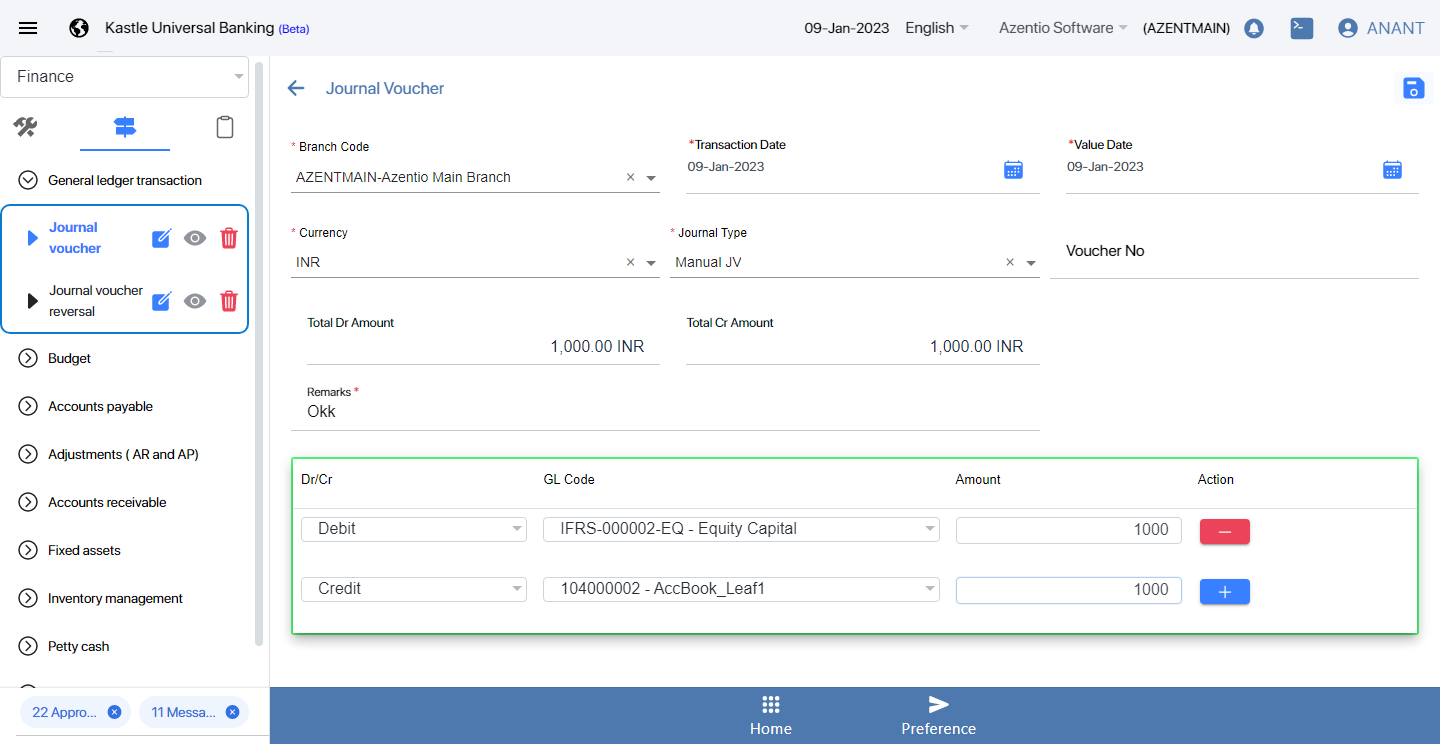 Kastle Universal Banking (Beta)
09-Jan-2023
English
Azentio Software
(AZENTMAIN)
ANANT
Finance
General ledger transaction
Journal
voucher
Journal voucher
reversal
Budget
Accounts payable
Adjustments ( AR and AP)
Accounts receivable
Fixed assets
Inventory management
Petty cash
22 Appro...
11 Messa...
Journal Voucher
* Branch Code
AZENTMAIN-Azentio Main Branch
*Transaction Date
09-Jan-2023
*Value Date
09-Jan-2023
* Currency
INR
* Journal Type
Manual JV
Voucher No
Total Dr Amount
1,000.00 INR
Total Cr Amount
1,000.00 INR
Remarks *
Okk
Dr/Cr GL Code Amount Action
Debit IFRS-000002-EQ - Equity Capital 1000
Credit 104000002 - AccBook_Leaf1 1000
Home
Preference